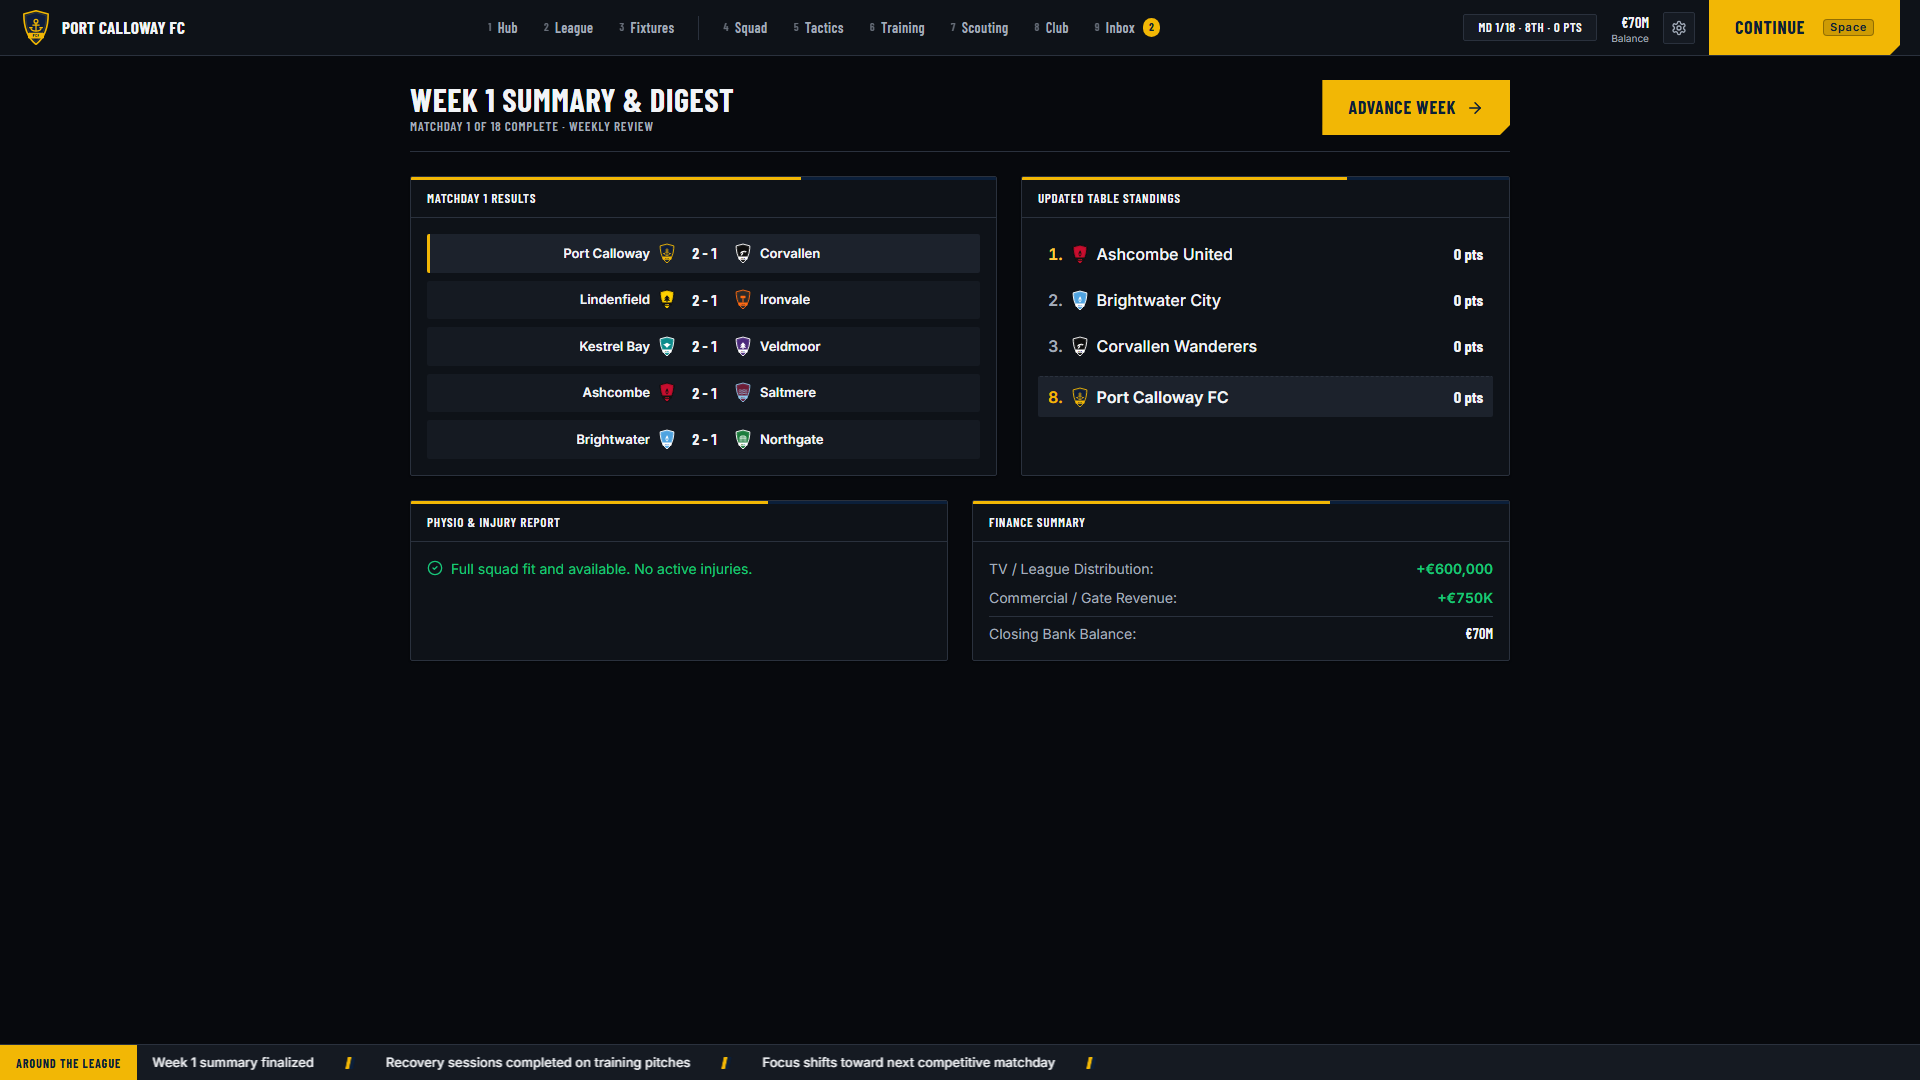 PORT CALLOWAY FC
1 Hub
2 League
3 Fixtures
4 Squad
5 Tactics
6 Training
7 Scouting
8 Club
9 Inbox 2
MD 1/18 · 8TH · 0 PTS
€70M
Balance
CONTINUE Space
WEEK 1 SUMMARY & DIGEST
MATCHDAY 1 OF 18 COMPLETE · WEEKLY REVIEW
ADVANCE WEEK →
MATCHDAY 1 RESULTS
Port Calloway 2 - 1 Corvallen
Lindenfield 2 - 1 Ironvale
Kestrel Bay 2 - 1 Veldmoor
Ashcombe 2 - 1 Saltmere
Brightwater 2 - 1 Northgate
UPDATED TABLE STANDINGS
1. Ashcombe United 0 pts
2. Brightwater City 0 pts
3. Corvallen Wanderers 0 pts
8. Port Calloway FC 0 pts
PHYSIO & INJURY REPORT
Full squad fit and available. No active injuries.
FINANCE SUMMARY
TV / League Distribution: +€600,000
Commercial / Gate Revenue: +€750K
Closing Bank Balance: €70M
AROUND THE LEAGUE
Week 1 summary finalized / Recovery sessions completed on training pitches / Focus shifts toward next competitive matchday /